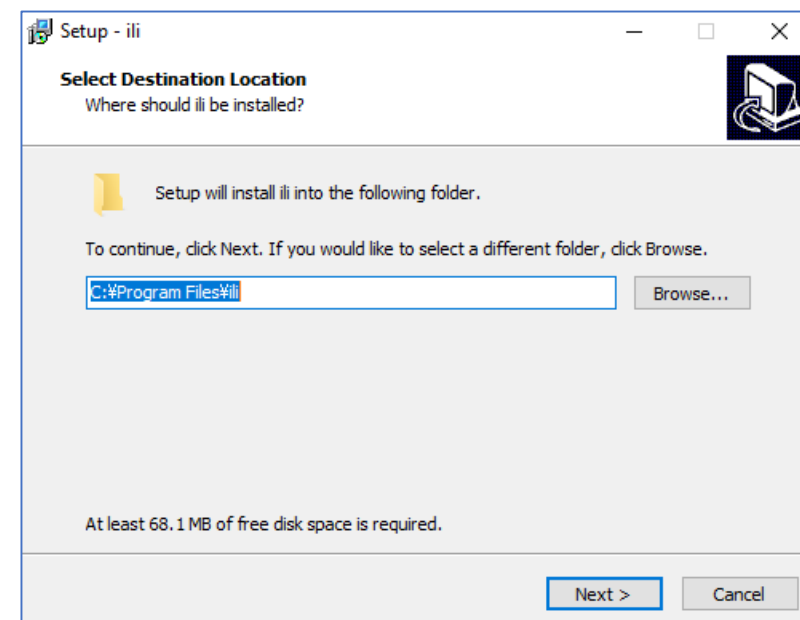 Setup - ili
Select Destination Location
Where should ili be installed?
Setup will install ili into the following folder.
To continue, click Next. If you would like to select a different folder, click Browse.
C:¥Program Files¥ili
Browse...
At least 68.1 MB of free disk space is required.
Next >
Cancel